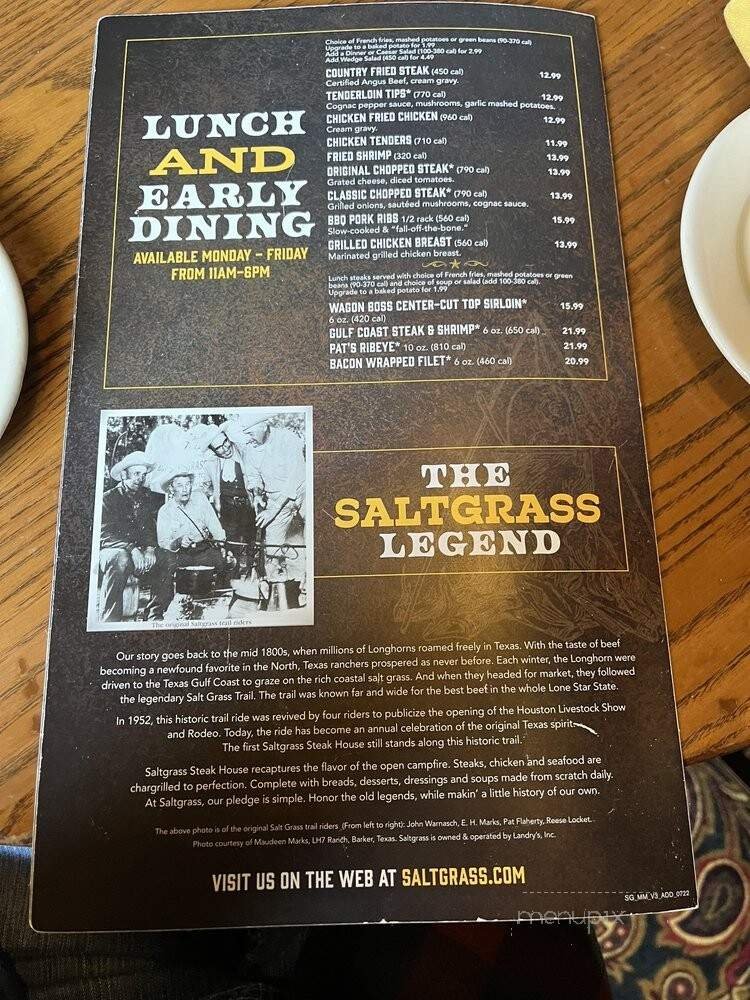 Choice of French fries, mashed potatoes or green beans (90-370 cal)
Upgrade to a baked potato for 1.99
Add a Dinner or Caesar Salad (100-380 cal) for 2.99
Add Wedge Salad (450 cal) for 4.49
LUNCH
AND
EARLY
DINING
AVAILABLE MONDAY – FRIDAY
FROM 11AM–6PM
COUNTRY FRIED STEAK (450 cal) 12.99
Certified Angus Beef, cream gravy.
TENDERLOIN TIPS* (770 cal) 12.99
Cognac pepper sauce, mushrooms, garlic mashed potatoes.
CHICKEN FRIED CHICKEN (960 cal) 12.99
Cream gravy.
CHICKEN TENDERS (710 cal) 11.99
FRIED SHRIMP (320 cal) 13.99
ORIGINAL CHOPPED STEAK* (790 cal) 13.99
Grated cheese, diced tomatoes.
CLASSIC CHOPPED STEAK* (790 cal) 13.99
Grilled onions, sautéed mushrooms, cognac sauce.
BBQ PORK RIBS 1/2 rack (560 cal) 15.99
Slow-cooked & "fall-off-the-bone."
GRILLED CHICKEN BREAST (560 cal) 13.99
Marinated grilled chicken breast.
Lunch steaks served with choice of French fries, mashed potatoes or green
beans (90-370 cal) and choice of soup or salad (add 100-380 cal).
Upgrade to a baked potato for 1.99
WAGON BOSS CENTER-CUT TOP SIRLOIN* 15.99
6 oz. (420 cal)
GULF COAST STEAK & SHRIMP* 6 oz. (650 cal) 21.99
PAT'S RIBEYE* 10 oz. (810 cal) 21.99
BACON WRAPPED FILET* 6 oz. (460 cal) 20.99
The original Saltgrass trail riders
THE
SALTGRASS
LEGEND
Our story goes back to the mid 1800s, when millions of Longhorns roamed freely in Texas. With the taste of beef
becoming a newfound favorite in the North, Texas ranchers prospered as never before. Each winter, the Longhorn were
driven to the Texas Gulf Coast to graze on the rich coastal salt grass. And when they headed for market, they followed
the legendary Salt Grass Trail. The trail was known far and wide for the best beef in the whole Lone Star State.
In 1952, this historic trail ride was revived by four riders to publicize the opening of the Houston Livestock Show
and Rodeo. Today, the ride has become an annual celebration of the original Texas spirit.
The first Saltgrass Steak House still stands along this historic trail.
Saltgrass Steak House recaptures the flavor of the open campfire. Steaks, chicken and seafood are
chargrilled to perfection. Complete with breads, desserts, dressings and soups made from scratch daily.
At Saltgrass, our pledge is simple. Honor the old legends, while makin' a little history of our own.
The above photo is of the original Salt Grass trail riders (From left to right): John Warnasch, E. H. Marks, Pat Flaherty, Reese Locket.
Photo courtesy of Maudeen Marks, LH7 Ranch, Barker, Texas. Saltgrass is owned & operated by Landry's, Inc.
VISIT US ON THE WEB AT SALTGRASS.COM
SG_MM_V3_ADD_0722
menupix